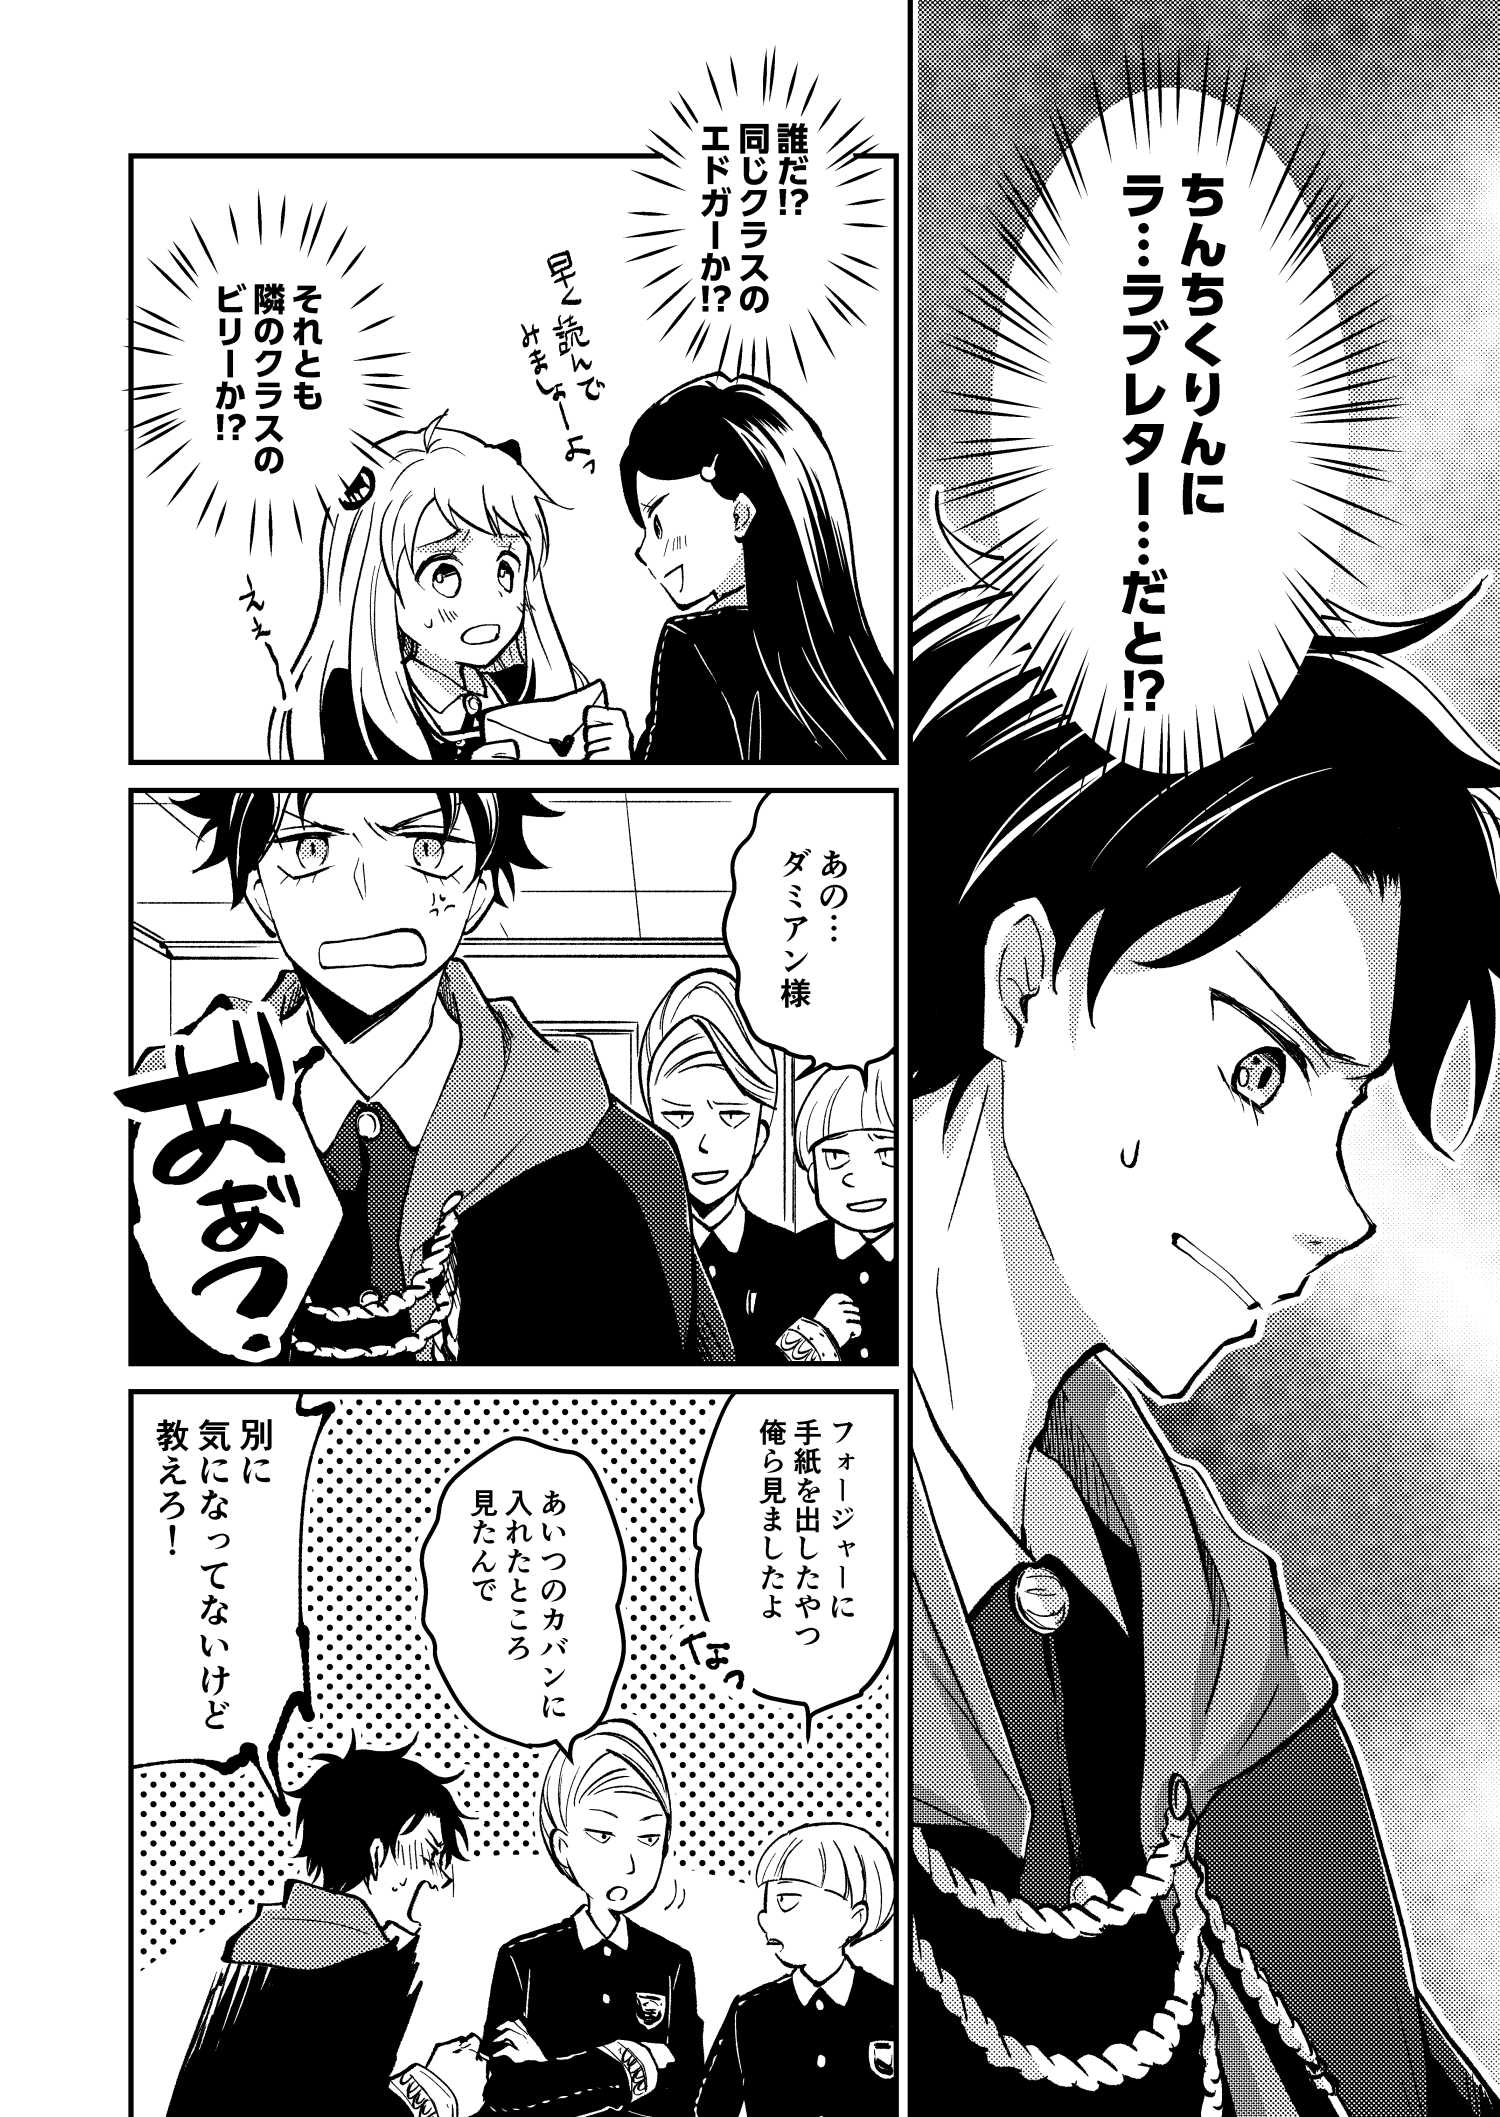 ちんちくりんに
ラ…ラブレター……だと!?
誰だ!?
同じクラスの
エドガーか!?
早く読んで
みましょーよっ
それとも
隣のクラスの
ビリーか!?
ええ〜
あの…
ダミアン様
あ゛あ゛っ
フォージャーに
手紙を出したやつ
俺ら見ましたよ
なっ
あいつのカバンに
入れたところ
見たんで
別に
気になってないけど
教えろ！